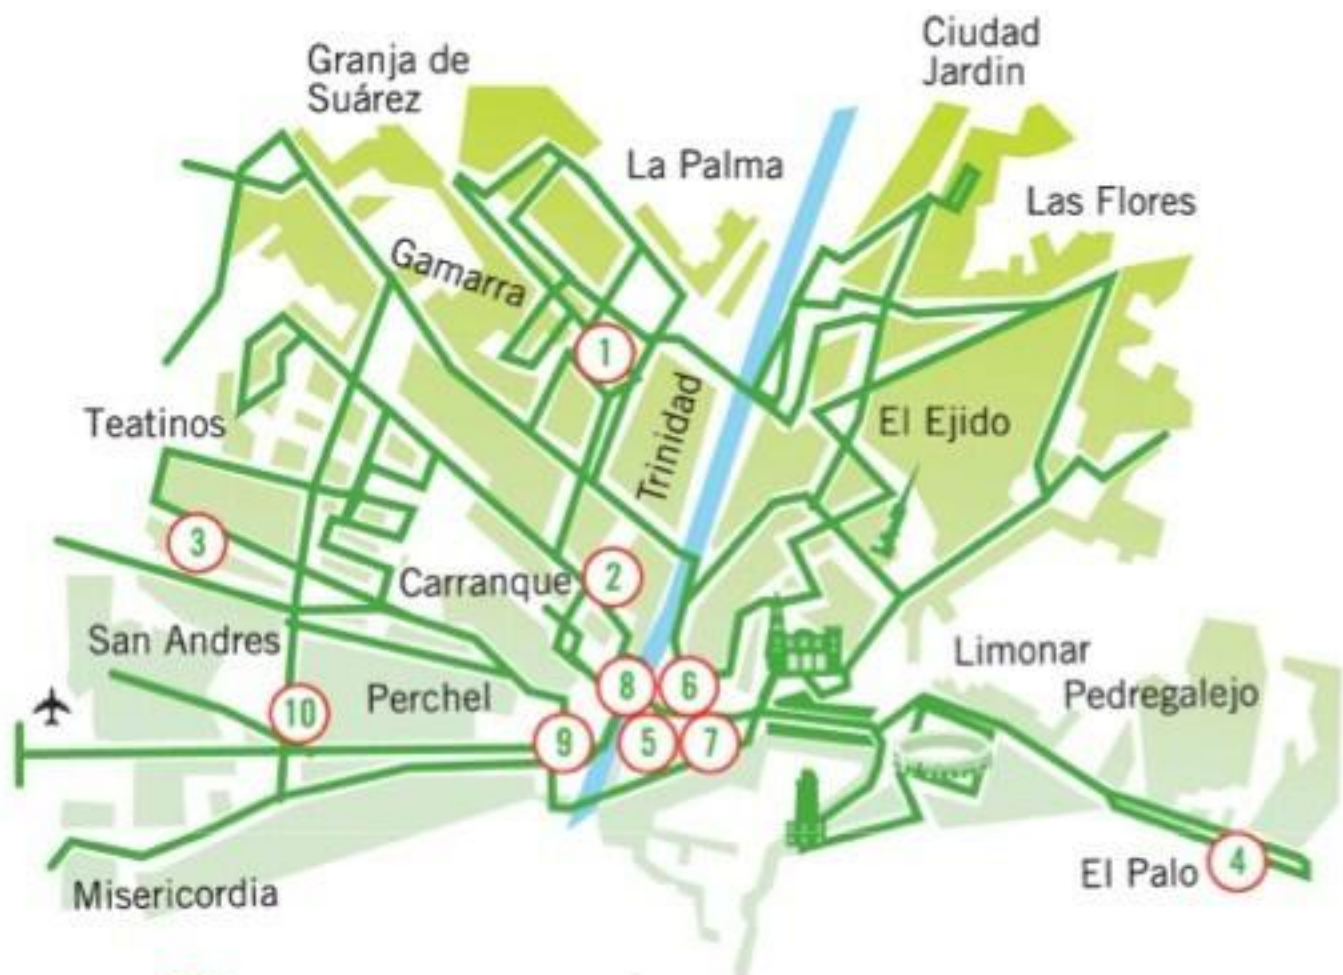 Ciudad
Jardin
Granja de
Suárez
La Palma
Las Flores
Gamarra
1
Trinidad
Teatinos
El Ejido
3
Carranque
2
San Andres
Limonar
Perchel
8
6
Pedregalejo
10
9
5
7
4
El Palo
Misericordia